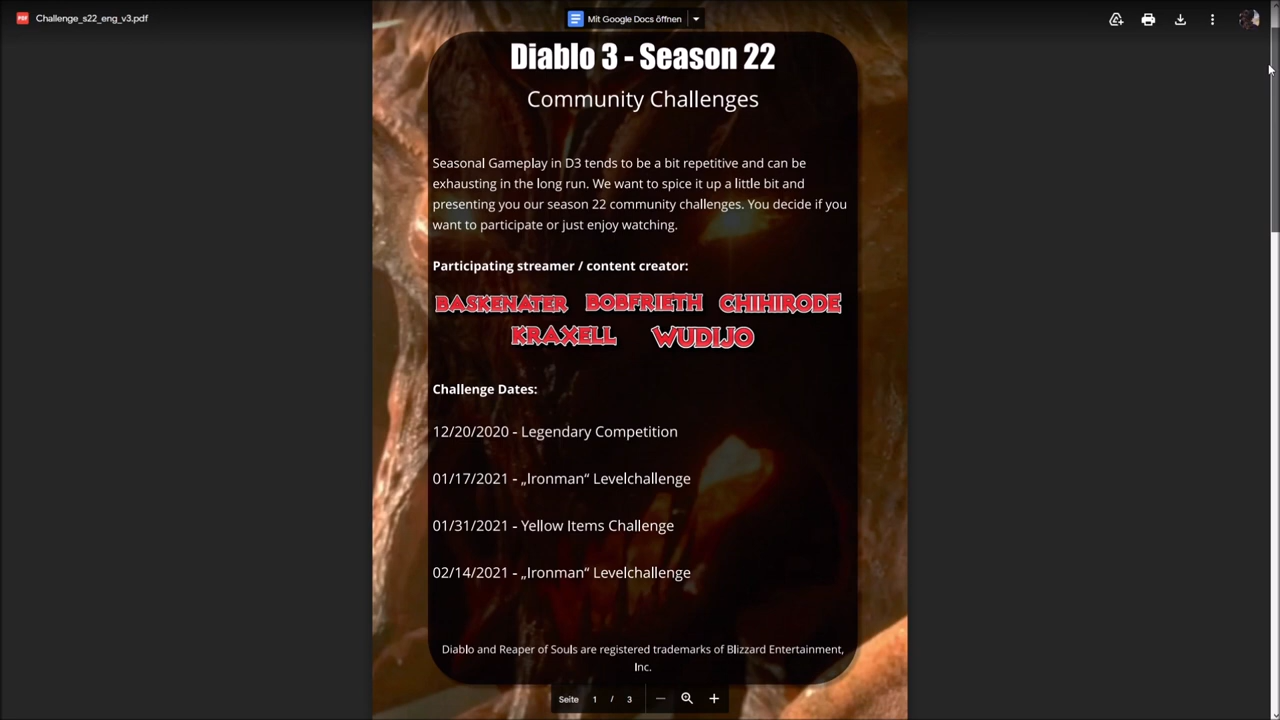 Challenge_s22_eng_v3.pdf
Mit Google Docs öffnen
Diablo 3 - Season 22
Community Challenges
Seasonal Gameplay in D3 tends to be a bit repetitive and can be
exhausting in the long run. We want to spice it up a little bit and
presenting you our season 22 community challenges. You decide if you
want to participate or just enjoy watching.
Participating streamer / content creator:
BASKENATER BOBFRIETH CHIHIRODE
KRAXELL WUDIJO
Challenge Dates:
12/20/2020 - Legendary Competition
01/17/2021 - „Ironman“ Levelchallenge
01/31/2021 - Yellow Items Challenge
02/14/2021 - „Ironman“ Levelchallenge
Diablo and Reaper of Souls are registered trademarks of Blizzard Entertainment,
Inc.
Seite 1 / 3